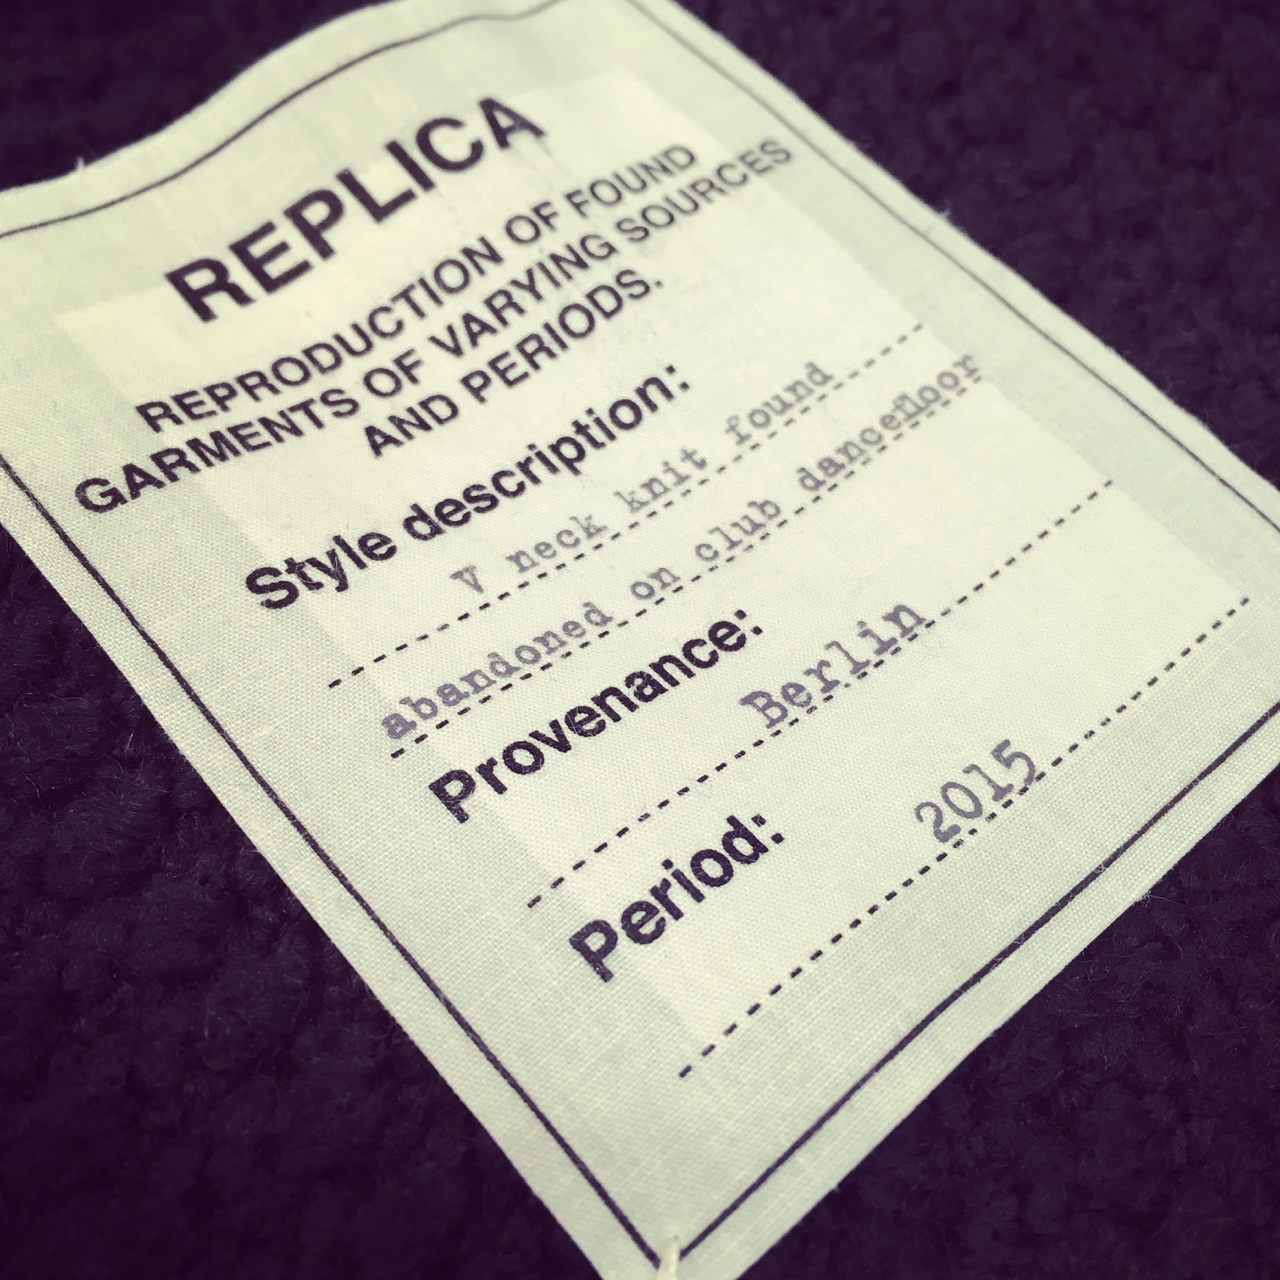 REPLICA
REPRODUCTION OF FOUND
GARMENTS OF VARYING SOURCES
AND PERIODS.
Style description:
V neck knit found
abandoned on club dancefloor
Provenance:
Berlin
Period:
2015